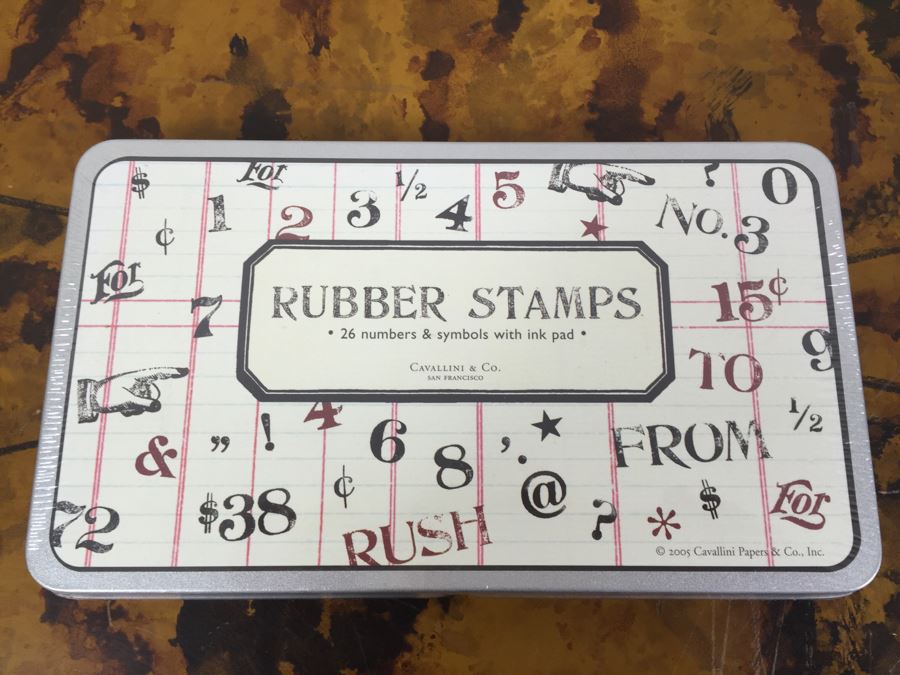 $ For 1/2 5 ? 0
1 2 3 4 No. 3
¢
For 15¢
7
RUBBER STAMPS
• 26 numbers & symbols with ink pad •
9
CAVALLINI & CO.
SAN FRANCISCO
TO
4 1/2
& ” ! 6 8 ’. FROM
¢ @
72 $38 ? * $ For
RUSH
© 2005 Cavallini Papers & Co., Inc.